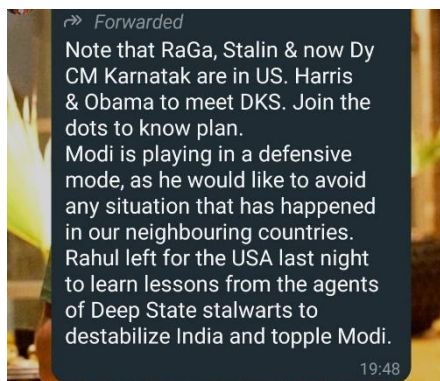 Forwarded
Note that RaGa, Stalin & now Dy
CM Karnatak are in US. Harris
& Obama to meet DKS. Join the
dots to know plan.
Modi is playing in a defensive
mode, as he would like to avoid
any situation that has happened
in our neighbouring countries.
Rahul left for the USA last night
to learn lessons from the agents
of Deep State stalwarts to
destabilize India and topple Modi.
19:48